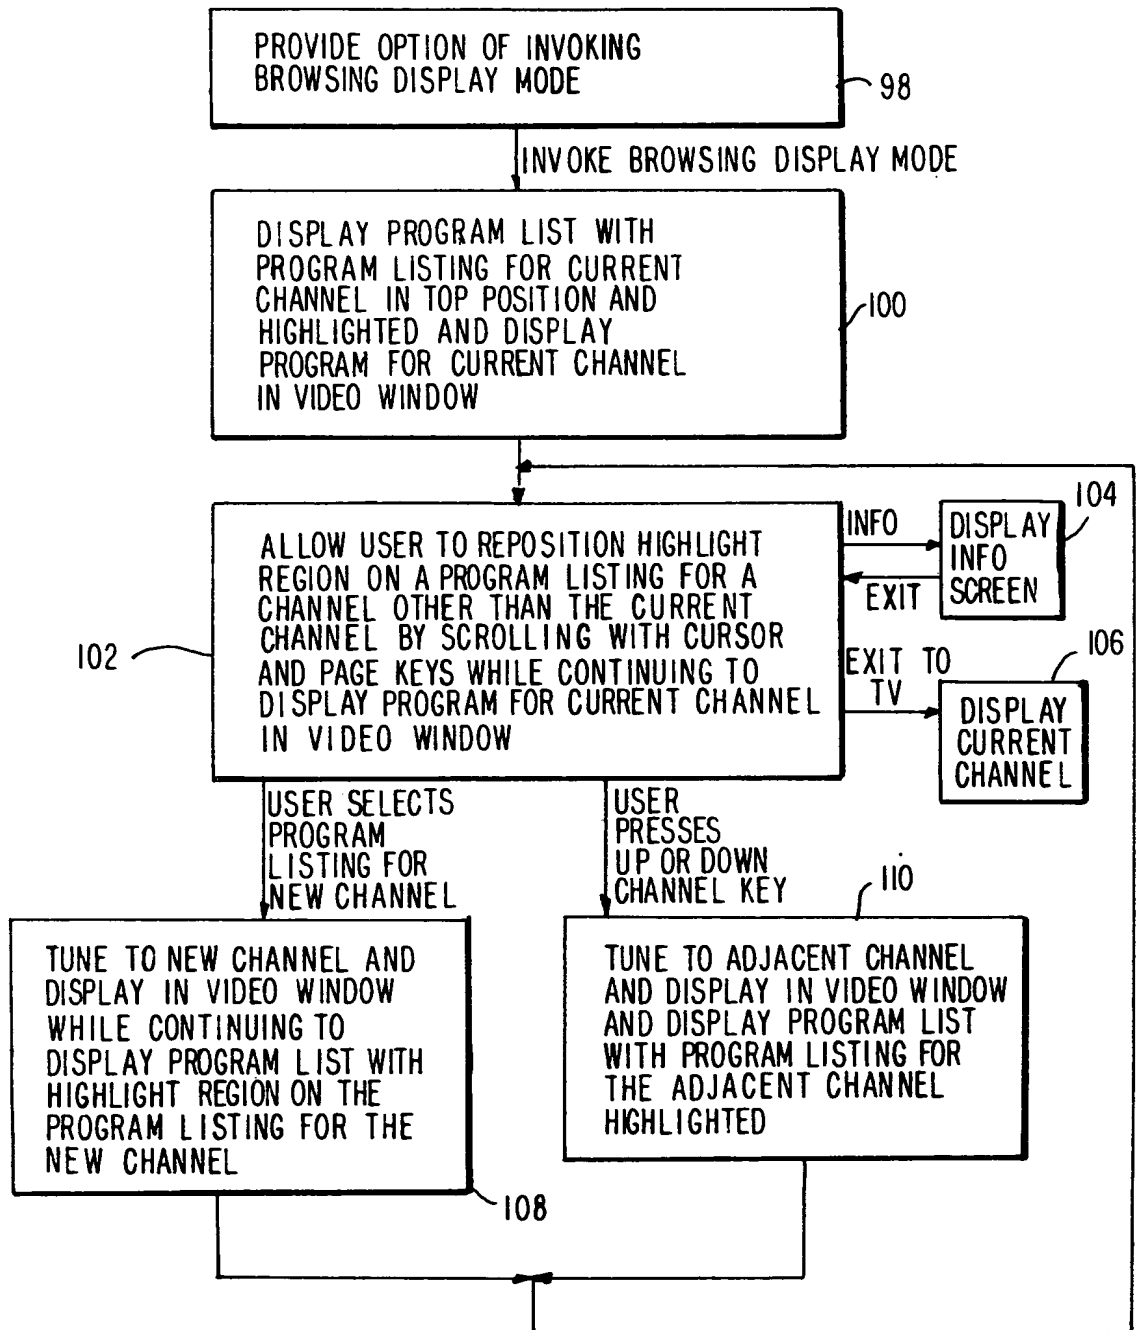 PROVIDE OPTION OF INVOKING
BROWSING DISPLAY MODE
98
INVOKE BROWSING DISPLAY MODE
DISPLAY PROGRAM LIST WITH
PROGRAM LISTING FOR CURRENT
CHANNEL IN TOP POSITION AND
HIGHLIGHTED AND DISPLAY
PROGRAM FOR CURRENT CHANNEL
IN VIDEO WINDOW
100
ALLOW USER TO REPOSITION HIGHLIGHT
REGION ON A PROGRAM LISTING FOR A
CHANNEL OTHER THAN THE CURRENT
CHANNEL BY SCROLLING WITH CURSOR
AND PAGE KEYS WHILE CONTINUING TO
DISPLAY PROGRAM FOR CURRENT CHANNEL
IN VIDEO WINDOW
102
INFO
EXIT
DISPLAY
INFO
SCREEN
104
EXIT TO
TV
DISPLAY
CURRENT
CHANNEL
106
USER SELECTS
PROGRAM
LISTING FOR
NEW CHANNEL
USER
PRESSES
UP OR DOWN
CHANNEL KEY
TUNE TO NEW CHANNEL AND
DISPLAY IN VIDEO WINDOW
WHILE CONTINUING TO
DISPLAY PROGRAM LIST WITH
HIGHLIGHT REGION ON THE
PROGRAM LISTING FOR THE
NEW CHANNEL
108
TUNE TO ADJACENT CHANNEL
AND DISPLAY IN VIDEO WINDOW
AND DISPLAY PROGRAM LIST
WITH PROGRAM LISTING FOR
THE ADJACENT CHANNEL
HIGHLIGHTED
110